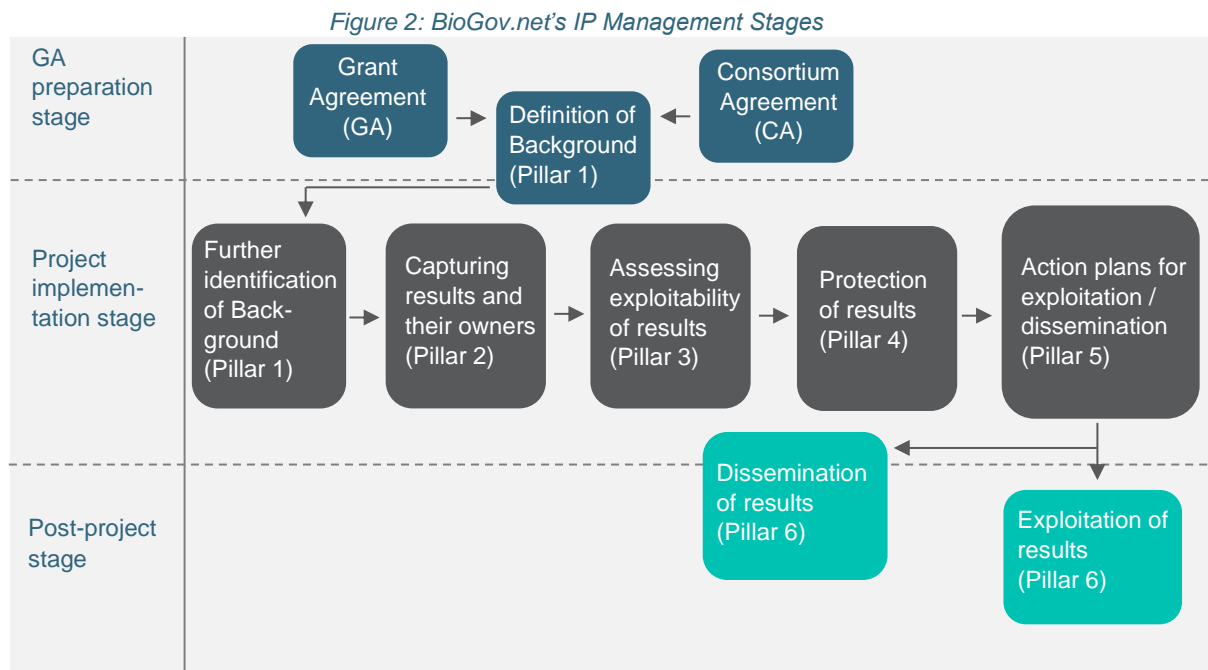 Figure 2: BioGov.net's IP Management Stages
GA
preparation
stage
Grant
Agreement
(GA)
Definition of
Background
(Pillar 1)
Consortium
Agreement
(CA)
Project
implemen-
tation stage
Further
identification
of Back-
ground
(Pillar 1)
Capturing
results and
their owners
(Pillar 2)
Assessing
exploitability
of results
(Pillar 3)
Protection
of results
(Pillar 4)
Action plans for
exploitation /
dissemination
(Pillar 5)
Post-project
stage
Dissemination
of results
(Pillar 6)
Exploitation of
results
(Pillar 6)